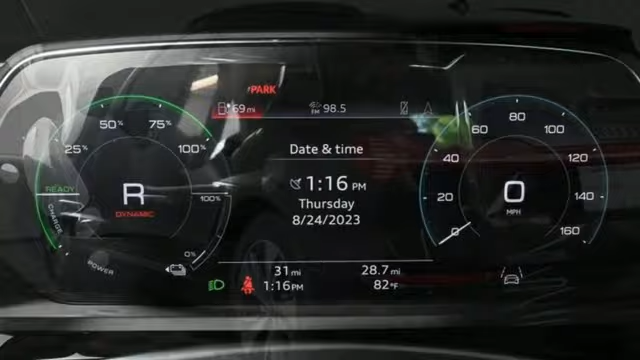 PARK
69 mi
FM 98.5
50 %
75 %
25 %
100 %
READY
CHARGE
R
DYNAMIC
100%
0%
POWER
Date & time
1:16 PM
Thursday
8/24/2023
0 20 40 60 80 100 120 140 160
0
MPH
31 mi
28.7 mi
1:16 PM
82 °F